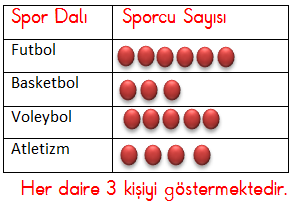 Spor Dalı Sporcu Sayısı
Futbol
Basketbol
Voleybol
Atletizm
Her daire 3 kişiyi göstermektedir.